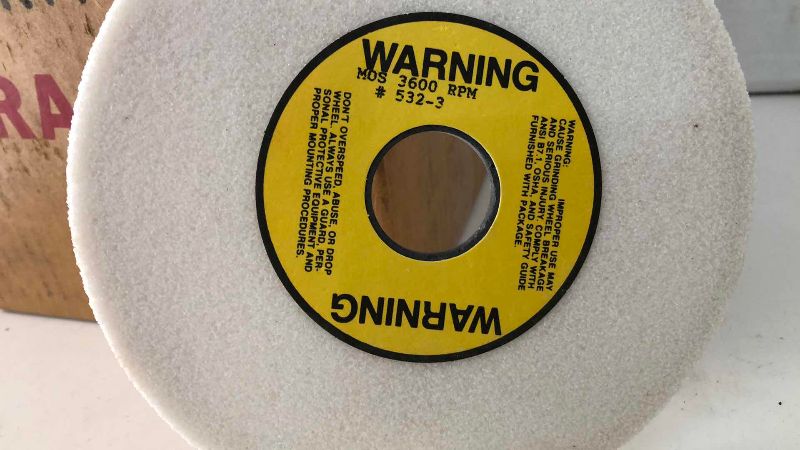 RA
WARNING
MOS 3600 RPM
# 532-3
WARNING: IMPROPER USE MAY
CAUSE GRINDING WHEEL BREAKAGE
AND SERIOUS INJURY. COMPLY WITH
ANSI B7.1, OSHA, AND SAFETY GUIDE
FURNISHED WITH PACKAGE.
DON'T OVERSPEED, ABUSE, OR DROP
WHEEL. ALWAYS USE A GUARD, PER-
SONAL PROTECTIVE EQUIPMENT AND
PROPER MOUNTING PROCEDURES.
WARNING